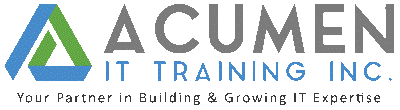 ACUMEN
IT TRAINING INC.
Your Partner in Building & Growing IT Expertise